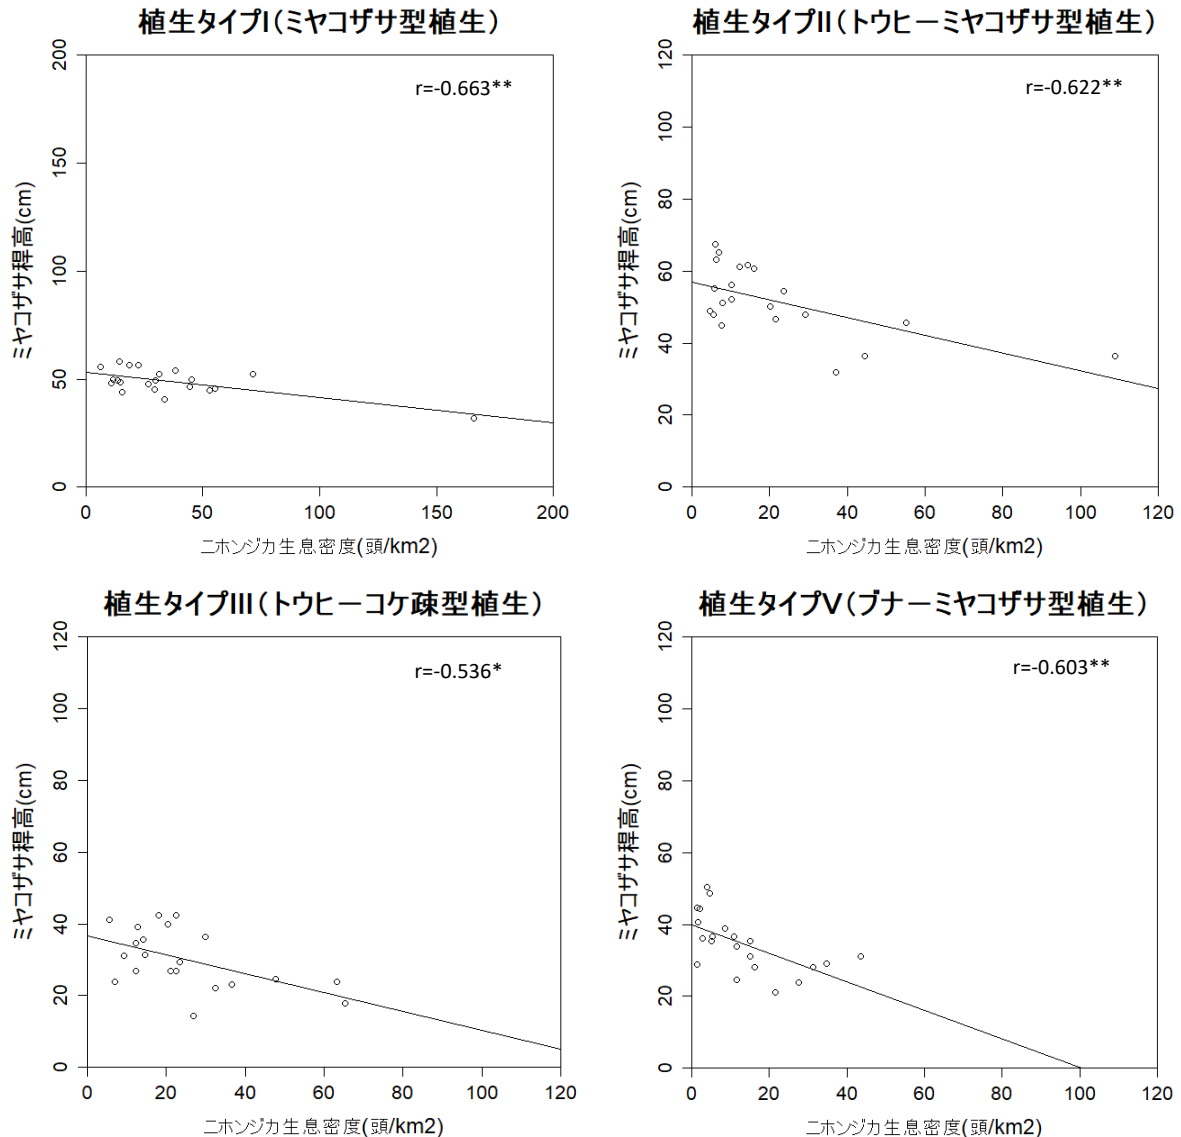 植生タイプI(ミヤコザサ型植生)
r=-0.663**
200
150
100
50
0
ミヤコザサ稈高(cm)
0 50 100 150 200
ニホンジカ生息密度(頭/km2)
植生タイプII(トウヒーミヤコザサ型植生)
r=-0.622**
120
100
80
60
40
20
0
ミヤコザサ稈高(cm)
0 20 40 60 80 100 120
ニホンジカ生息密度(頭/km2)
植生タイプIII(トウヒーコケ疎型植生)
r=-0.536*
120
100
80
60
40
20
0
ミヤコザサ稈高(cm)
0 20 40 60 80 100 120
ニホンジカ生息密度(頭/km2)
植生タイプV(ブナーミヤコザサ型植生)
r=-0.603**
120
100
80
60
40
20
0
ミヤコザサ稈高(cm)
0 20 40 60 80 100 120
ニホンジカ生息密度(頭/km2)